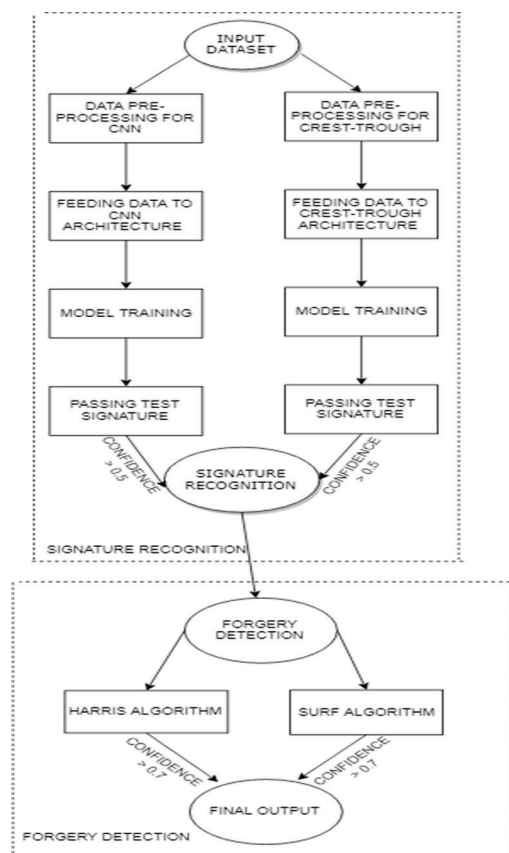 INPUT
DATASET
DATA PRE-
PROCESSING FOR
CNN
DATA PRE-
PROCESSING FOR
CREST-TROUGH
FEEDING DATA TO
CNN
ARCHITECTURE
FEEDING DATA TO
CREST-TROUGH
ARCHITECTURE
MODEL TRAINING
MODEL TRAINING
PASSING TEST
SIGNATURE
PASSING TEST
SIGNATURE
CONFIDENCE
> 0.5
CONFIDENCE
> 0.5
SIGNATURE
RECOGNITION
SIGNATURE RECOGNITION
FORGERY
DETECTION
HARRIS ALGORITHM
SURF ALGORITHM
CONFIDENCE
> 0.7
CONFIDENCE
> 0.7
FINAL OUTPUT
FORGERY DETECTION